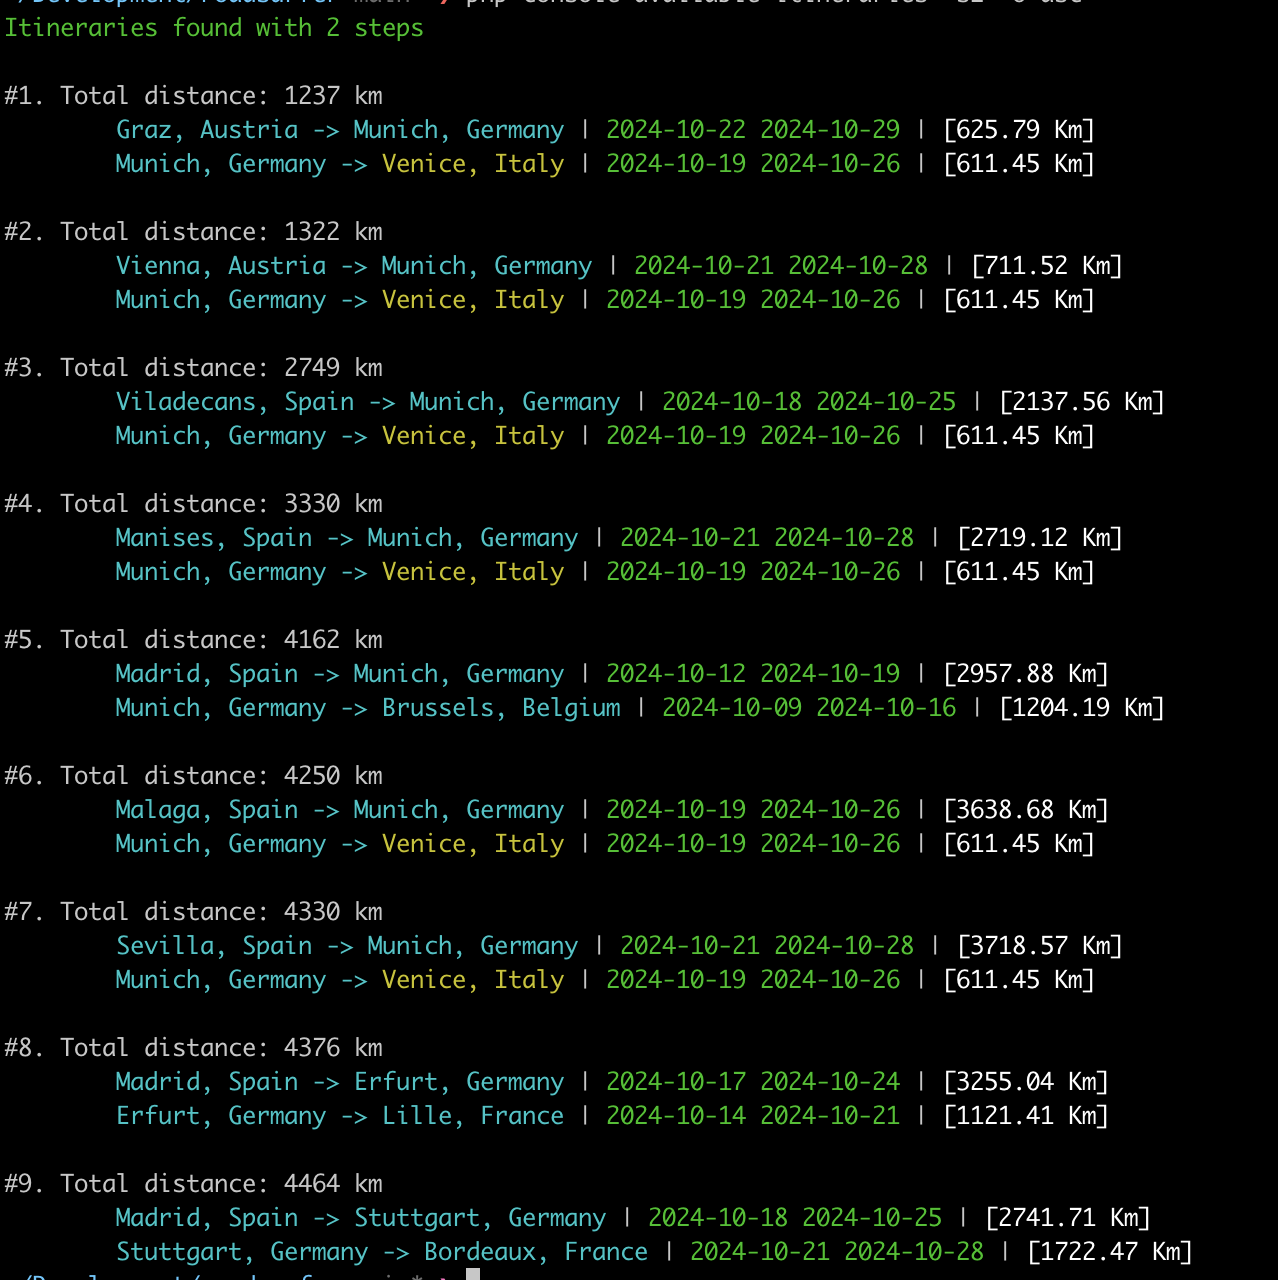 Itineraries found with 2 steps
#1. Total distance: 1237 km
Graz, Austria -> Munich, Germany | 2024-10-22 2024-10-29 | [625.79 Km]
Munich, Germany -> Venice, Italy | 2024-10-19 2024-10-26 | [611.45 Km]
#2. Total distance: 1322 km
Vienna, Austria -> Munich, Germany | 2024-10-21 2024-10-28 | [711.52 Km]
Munich, Germany -> Venice, Italy | 2024-10-19 2024-10-26 | [611.45 Km]
#3. Total distance: 2749 km
Viladecans, Spain -> Munich, Germany | 2024-10-18 2024-10-25 | [2137.56 Km]
Munich, Germany -> Venice, Italy | 2024-10-19 2024-10-26 | [611.45 Km]
#4. Total distance: 3330 km
Manises, Spain -> Munich, Germany | 2024-10-21 2024-10-28 | [2719.12 Km]
Munich, Germany -> Venice, Italy | 2024-10-19 2024-10-26 | [611.45 Km]
#5. Total distance: 4162 km
Madrid, Spain -> Munich, Germany | 2024-10-12 2024-10-19 | [2957.88 Km]
Munich, Germany -> Brussels, Belgium | 2024-10-09 2024-10-16 | [1204.19 Km]
#6. Total distance: 4250 km
Malaga, Spain -> Munich, Germany | 2024-10-19 2024-10-26 | [3638.68 Km]
Munich, Germany -> Venice, Italy | 2024-10-19 2024-10-26 | [611.45 Km]
#7. Total distance: 4330 km
Sevilla, Spain -> Munich, Germany | 2024-10-21 2024-10-28 | [3718.57 Km]
Munich, Germany -> Venice, Italy | 2024-10-19 2024-10-26 | [611.45 Km]
#8. Total distance: 4376 km
Madrid, Spain -> Erfurt, Germany | 2024-10-17 2024-10-24 | [3255.04 Km]
Erfurt, Germany -> Lille, France | 2024-10-14 2024-10-21 | [1121.41 Km]
#9. Total distance: 4464 km
Madrid, Spain -> Stuttgart, Germany | 2024-10-18 2024-10-25 | [2741.71 Km]
Stuttgart, Germany -> Bordeaux, France | 2024-10-21 2024-10-28 | [1722.47 Km]